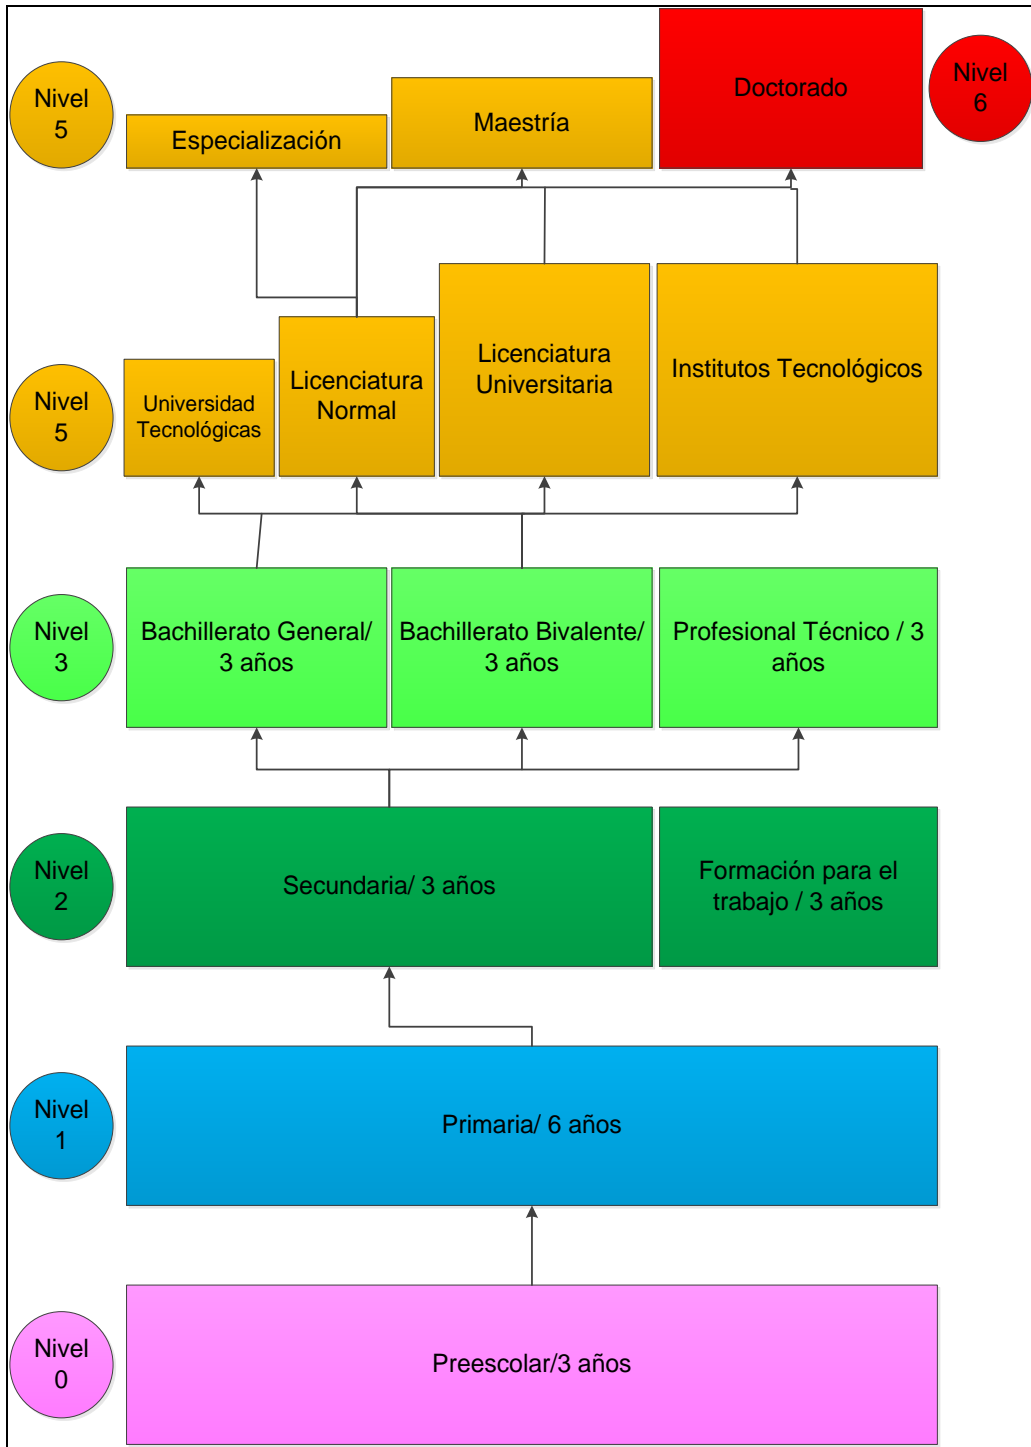 Nivel
5
Especialización
Maestría
Doctorado
Nivel
6
Nivel
5
Universidad
Tecnológicas
Licenciatura
Normal
Licenciatura
Universitaria
Institutos Tecnológicos
Nivel
3
Bachillerato General/
3 años
Bachillerato Bivalente/
3 años
Profesional Técnico / 3
años
Nivel
2
Secundaria/ 3 años
Formación para el
trabajo / 3 años
Nivel
1
Primaria/ 6 años
Nivel
0
Preescolar/3 años